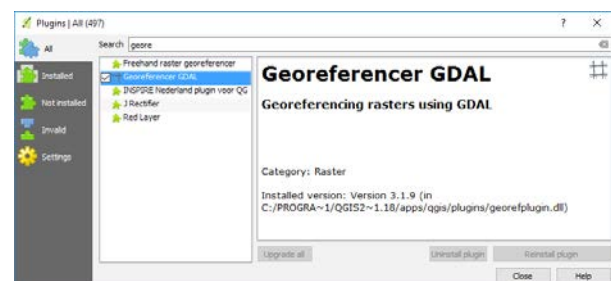 Plugins | All (497)
All
Installed
Not installed
Invalid
Settings
Search geore
Freehand raster georeferencer
Georeferencer GDAL
INSPIRE Nederland plugin voor QG
J Rectifier
Red Layer
Georeferencer GDAL
Georeferencing rasters using GDAL
Category: Raster
Installed version: Version 3.1.9 (in
C:/PROGRA~1/QGIS2~1.18/apps/qgis/plugins/georefplugin.dll)
Upgrade all
Uninstall plugin
Reinstall plugin
Close
Help